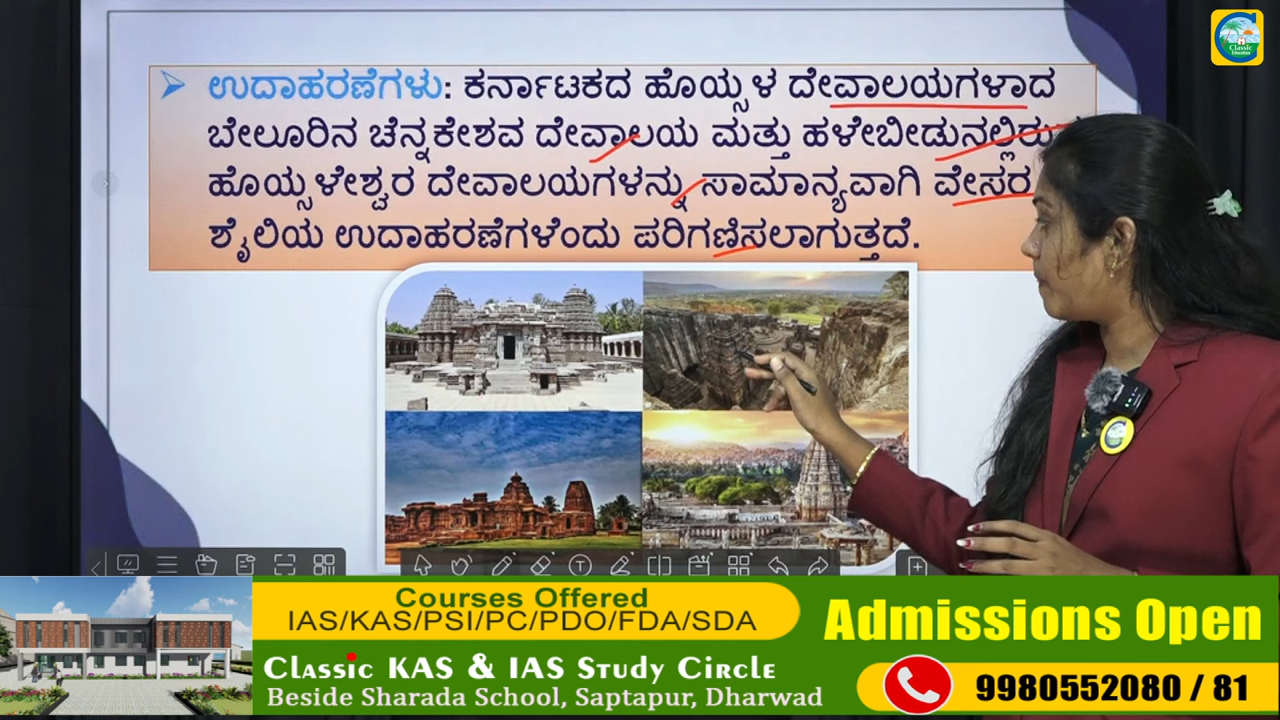 ಉದಾಹರಣೆಗಳು: ಕರ್ನಾಟಕದ ಹೊಯ್ಸಳ ದೇವಾಲಯಗಳಾದ
ಬೇಲೂರಿನ ಚೆನ್ನಕೇಶವ ದೇವಾಲಯ ಮತ್ತು
ಹೊಯ್ಸಳೇಶ್ವರ ದೇವಾಲಯಗಳನ್ನು ಸಾಮಾನ್ಯವಾಗಿ ವೇಸರ
ಶೈಲಿಯ ಉದಾಹರಣೆಗಳೆಂದು ಪರಿಗಣಿಸಲಾಗುತ್ತದೆ.
Classic
Education
Courses Offered
IAS/KAS/PSI/PC/PDO/FDA/SDA
Classic KAS & IAS Study Circle
Beside Sharada School, Saptapur, Dharwad
Admissions Open
9980552080 / 81